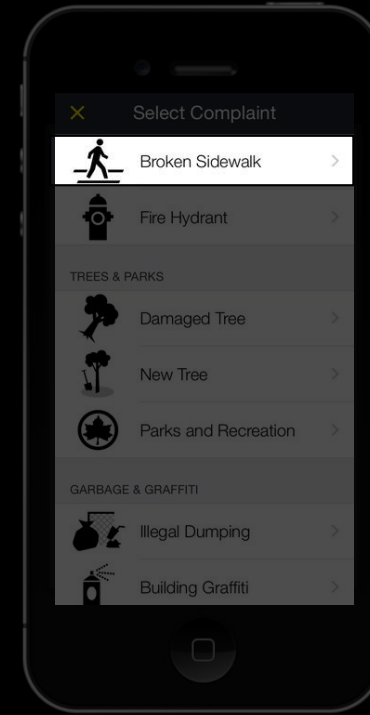 Select Complaint
Broken Sidewalk
Fire Hydrant
TREES & PARKS
Damaged Tree
New Tree
Parks and Recreation
GARBAGE & GRAFFITI
Illegal Dumping
Building Graffiti